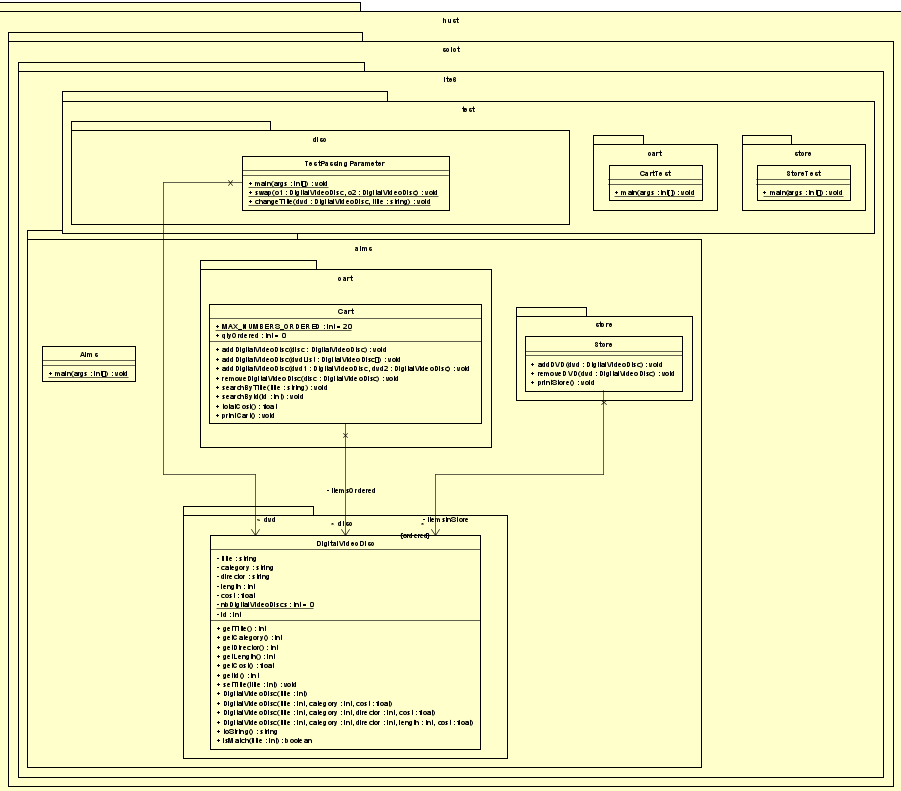 hust
soict
test
disc
TestPassing Parameter
+ main(args : int[]) : void
+ swap(o1 : DigitalVideoDisc, o2 : DigitalVideoDisc) : void
+ changeTitle(dvd : DigitalVideoDisc, title : string) : void
cart
CartTest
+ main(args : int[]) : void
store
StoreTest
+ main(args : int[]) : void
aims
Aims
+ main(args : int[]) : void
cart
Cart
+ MAX_NUMBERS_ORDERED : int = 20
+ qtyOrdered : int = 0
+ addDigitalVideoDisc(disc : DigitalVideoDisc) : void
+ addDigitalVideoDisc(dvdList : DigitalVideoDisc[]) : void
+ addDigitalVideoDisc(dvd1 : DigitalVideoDisc, dvd2 : DigitalVideoDisc) : void
+ removeDigitalVideoDisc(disc : DigitalVideoDisc) : void
+ searchByTitle(title : string) : void
+ searchById(id : int) : void
+ totalCost() : float
+ printCart() : void
store
Store
+ addDVD(dvd : DigitalVideoDisc) : void
+ removeDVD(dvd : DigitalVideoDisc) : void
+ printStore() : void
- itemsOrdered
- dvd
disc
- itemsInStore
{ordered}
DigitalVideoDisc
- title : string
- category : string
- director : string
- length : int
- cost : float
- nbDigitalVideoDiscs : int = 0
- id : int
+ getTitle() : int
+ getCategory() : int
+ getDirector() : int
+ getLength() : int
+ getCost() : float
+ getId() : int
+ setTitle(title : int) : void
+ DigitalVideoDisc(title : int)
+ DigitalVideoDisc(title : int, category : int, cost : float)
+ DigitalVideoDisc(title : int, category : int, director : int, cost : float)
+ DigitalVideoDisc(title : int, category : int, director : int, length : int, cost : float)
+ toString() : string
+ isMatch(title : int) : boolean